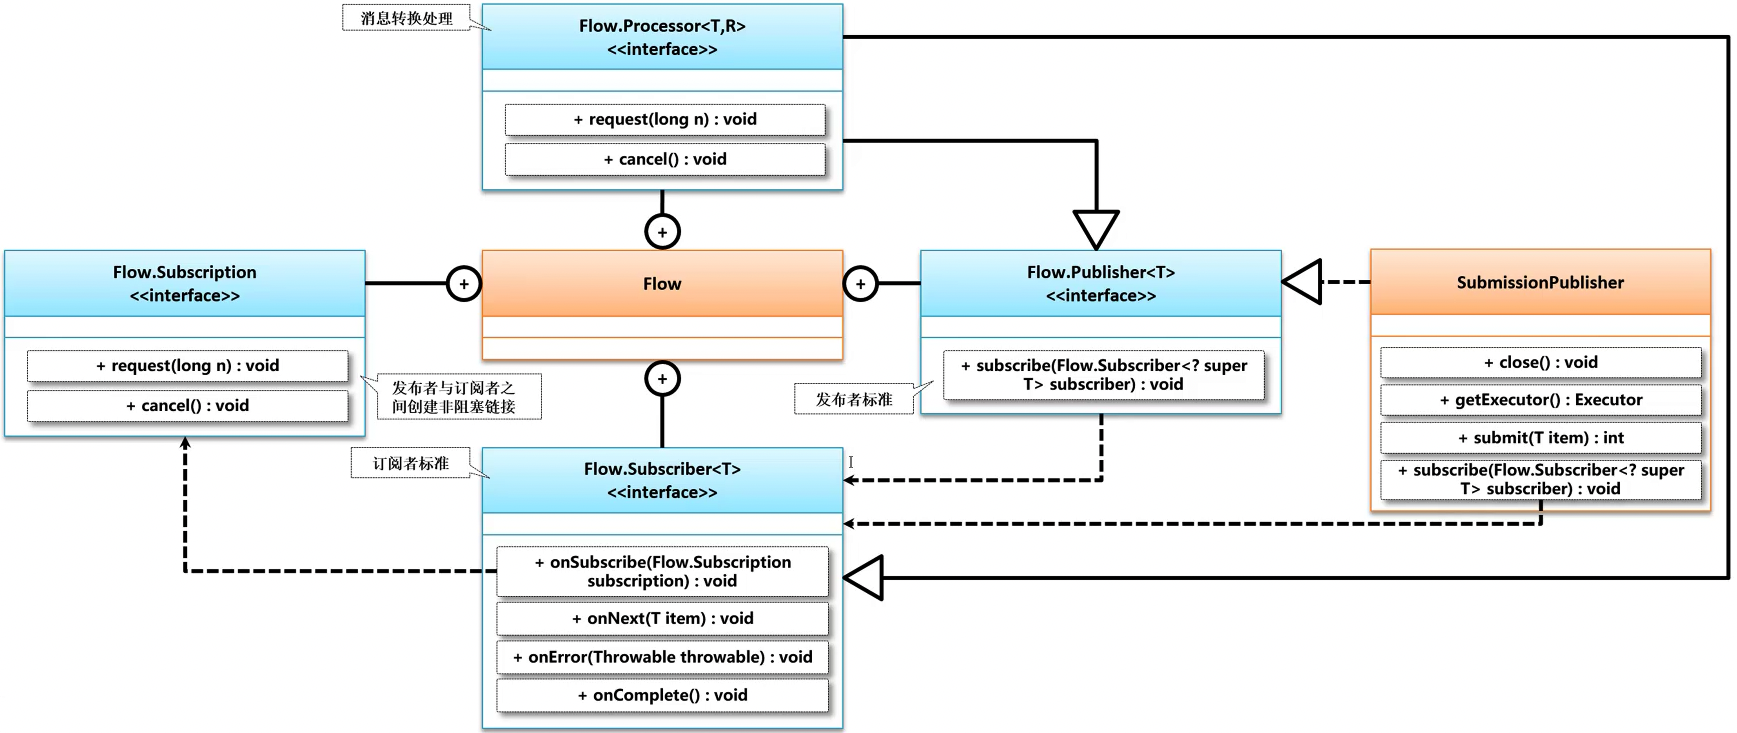 消息转换处理
Flow.Processor<T,R>
<<interface>>
+ request(long n) : void
+ cancel() : void
+
Flow.Subscription
<<interface>>
+ request(long n) : void
+ cancel() : void
发布者与订阅者之
间创建非阻塞链接
+
Flow
+
Flow.Publisher<T>
<<interface>>
+ subscribe(Flow.Subscriber<? super
T> subscriber) : void
发布者标准
SubmissionPublisher
+ close() : void
+ getExecutor() : Executor
+ submit(T item) : int
+ subscribe(Flow.Subscriber<? super
T> subscriber) : void
+
订阅者标准
Flow.Subscriber<T>
<<interface>>
+ onSubscribe(Flow.Subscription
subscription) : void
+ onNext(T item) : void
+ onError(Throwable throwable) : void
+ onComplete() : void